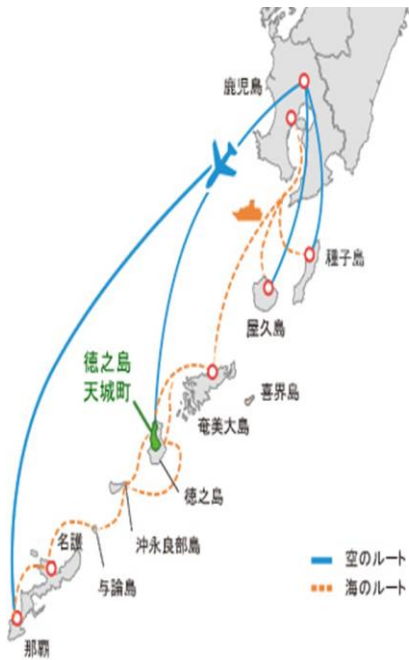 鹿児島
種子島
屋久島
徳之島
天城町
喜界島
奄美大島
徳之島
沖永良部島
名護
与論島
空のルート
海のルート
那覇